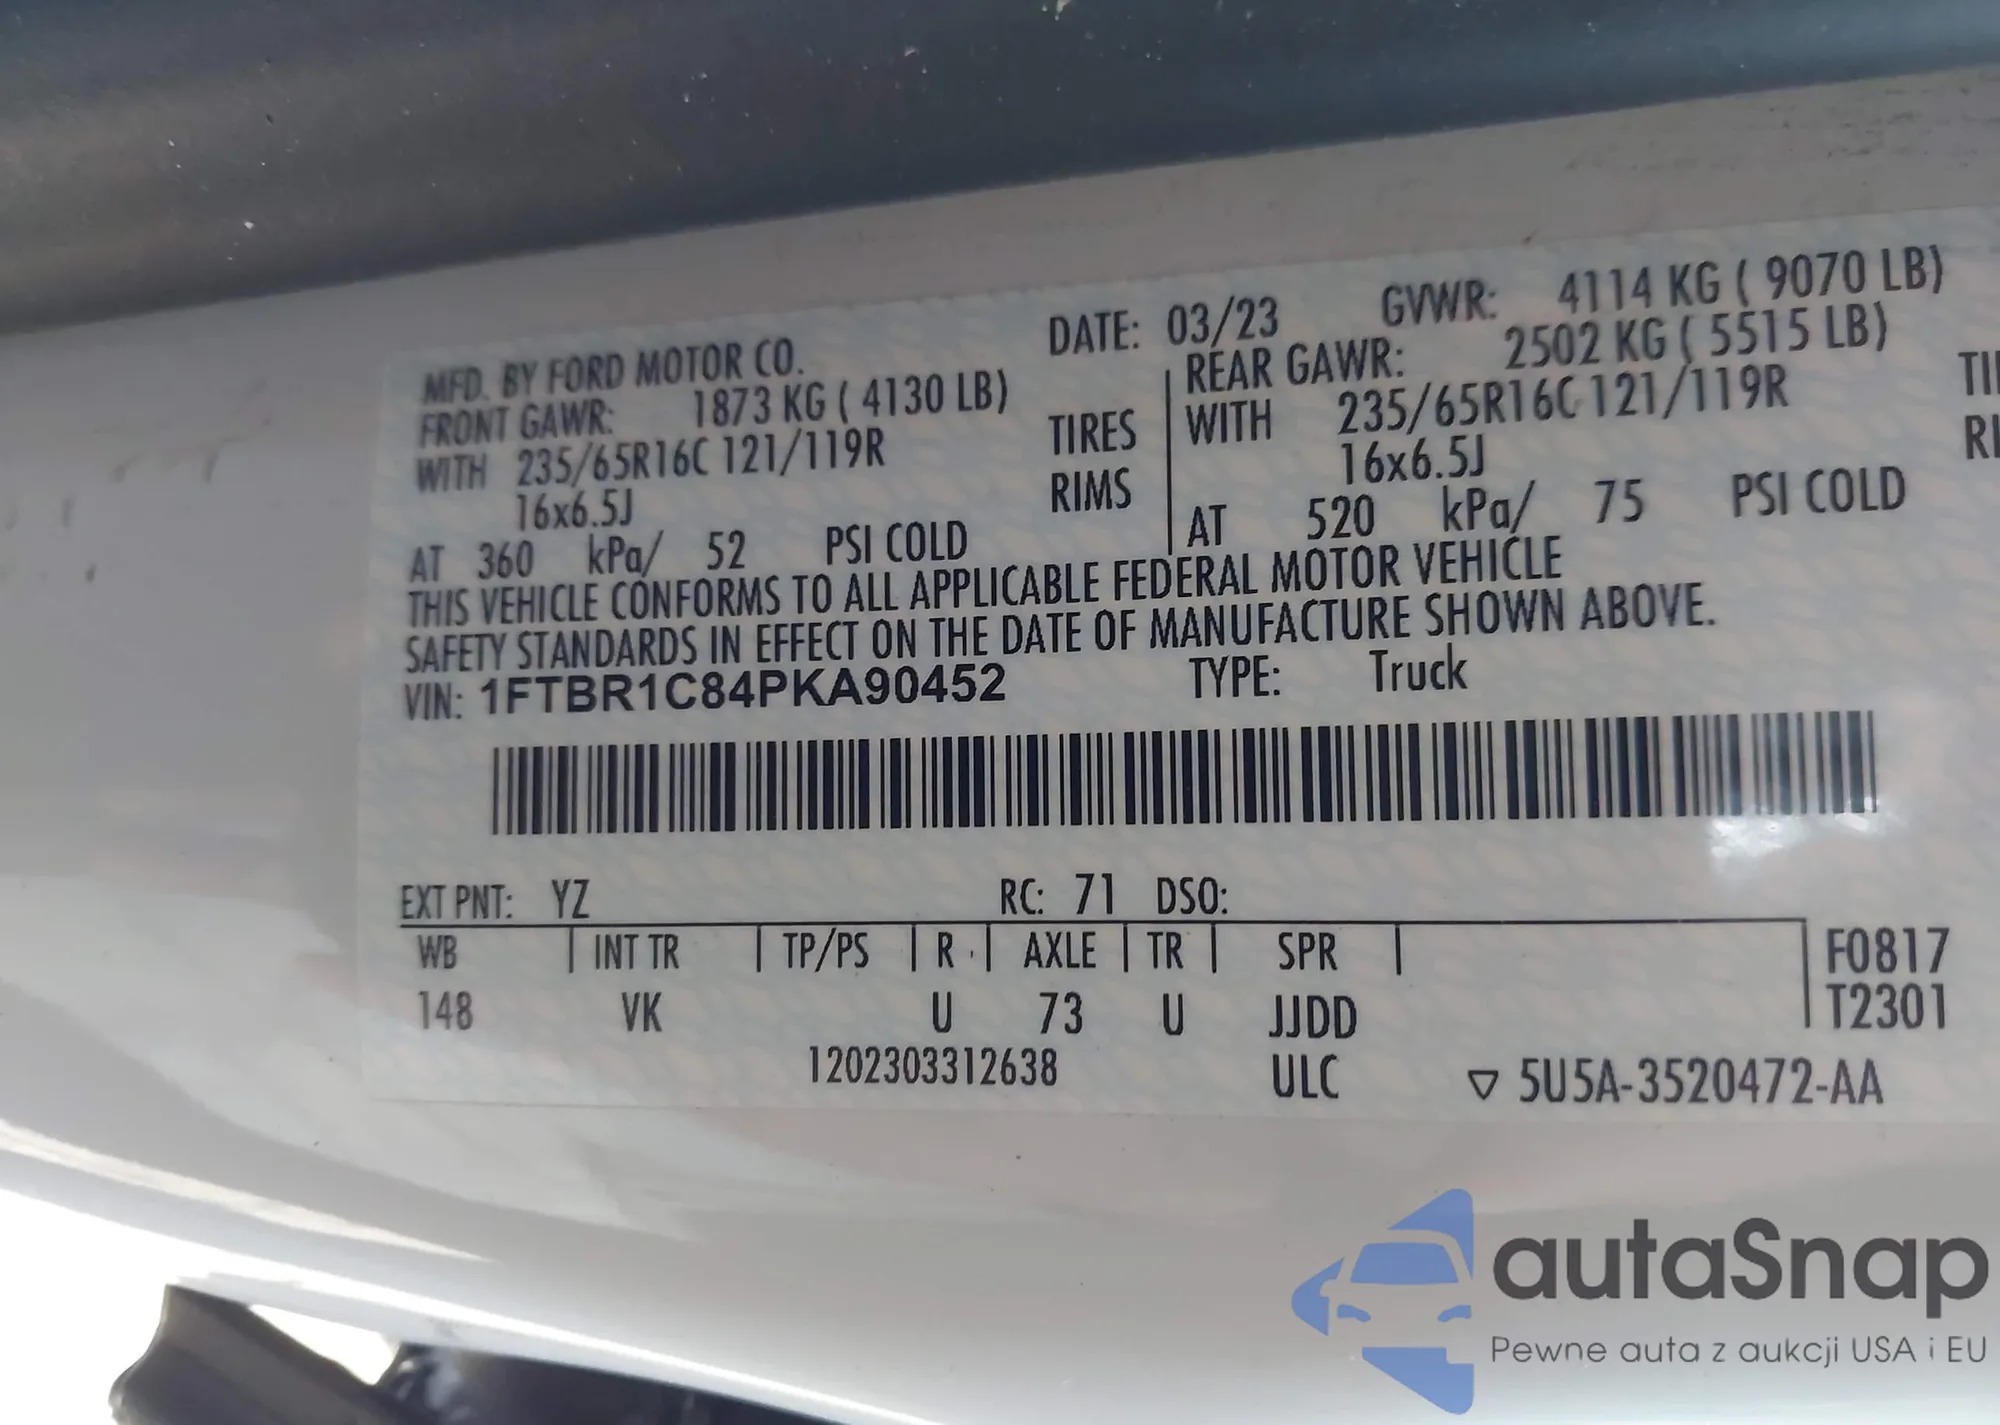 MFD. BY FORD MOTOR CO. DATE: 03/23 GVWR: 4114 KG ( 9070 LB)
FRONT GAWR: 1873 KG ( 4130 LB) REAR GAWR: 2502 KG ( 5515 LB)
WITH 235/65R16C 121/119R TIRES WITH 235/65R16C 121/119R
16x6.5J RIMS 16x6.5J
AT 360 kPa/ 52 PSI COLD AT 520 kPa/ 75 PSI COLD
THIS VEHICLE CONFORMS TO ALL APPLICABLE FEDERAL MOTOR VEHICLE
SAFETY STANDARDS IN EFFECT ON THE DATE OF MANUFACTURE SHOWN ABOVE.
VIN: 1FTBR1C84PKA90452 TYPE: Truck
EXT PNT: YZ RC: 71 DSO:
WB INT TR TP/PS R AXLE TR SPR F0817
148 VK U 73 U JJDD T2301
1202303312638 ULC ▽ 5U5A-3520472-AA
autaSnap
Pewne auta z aukcji USA i EU